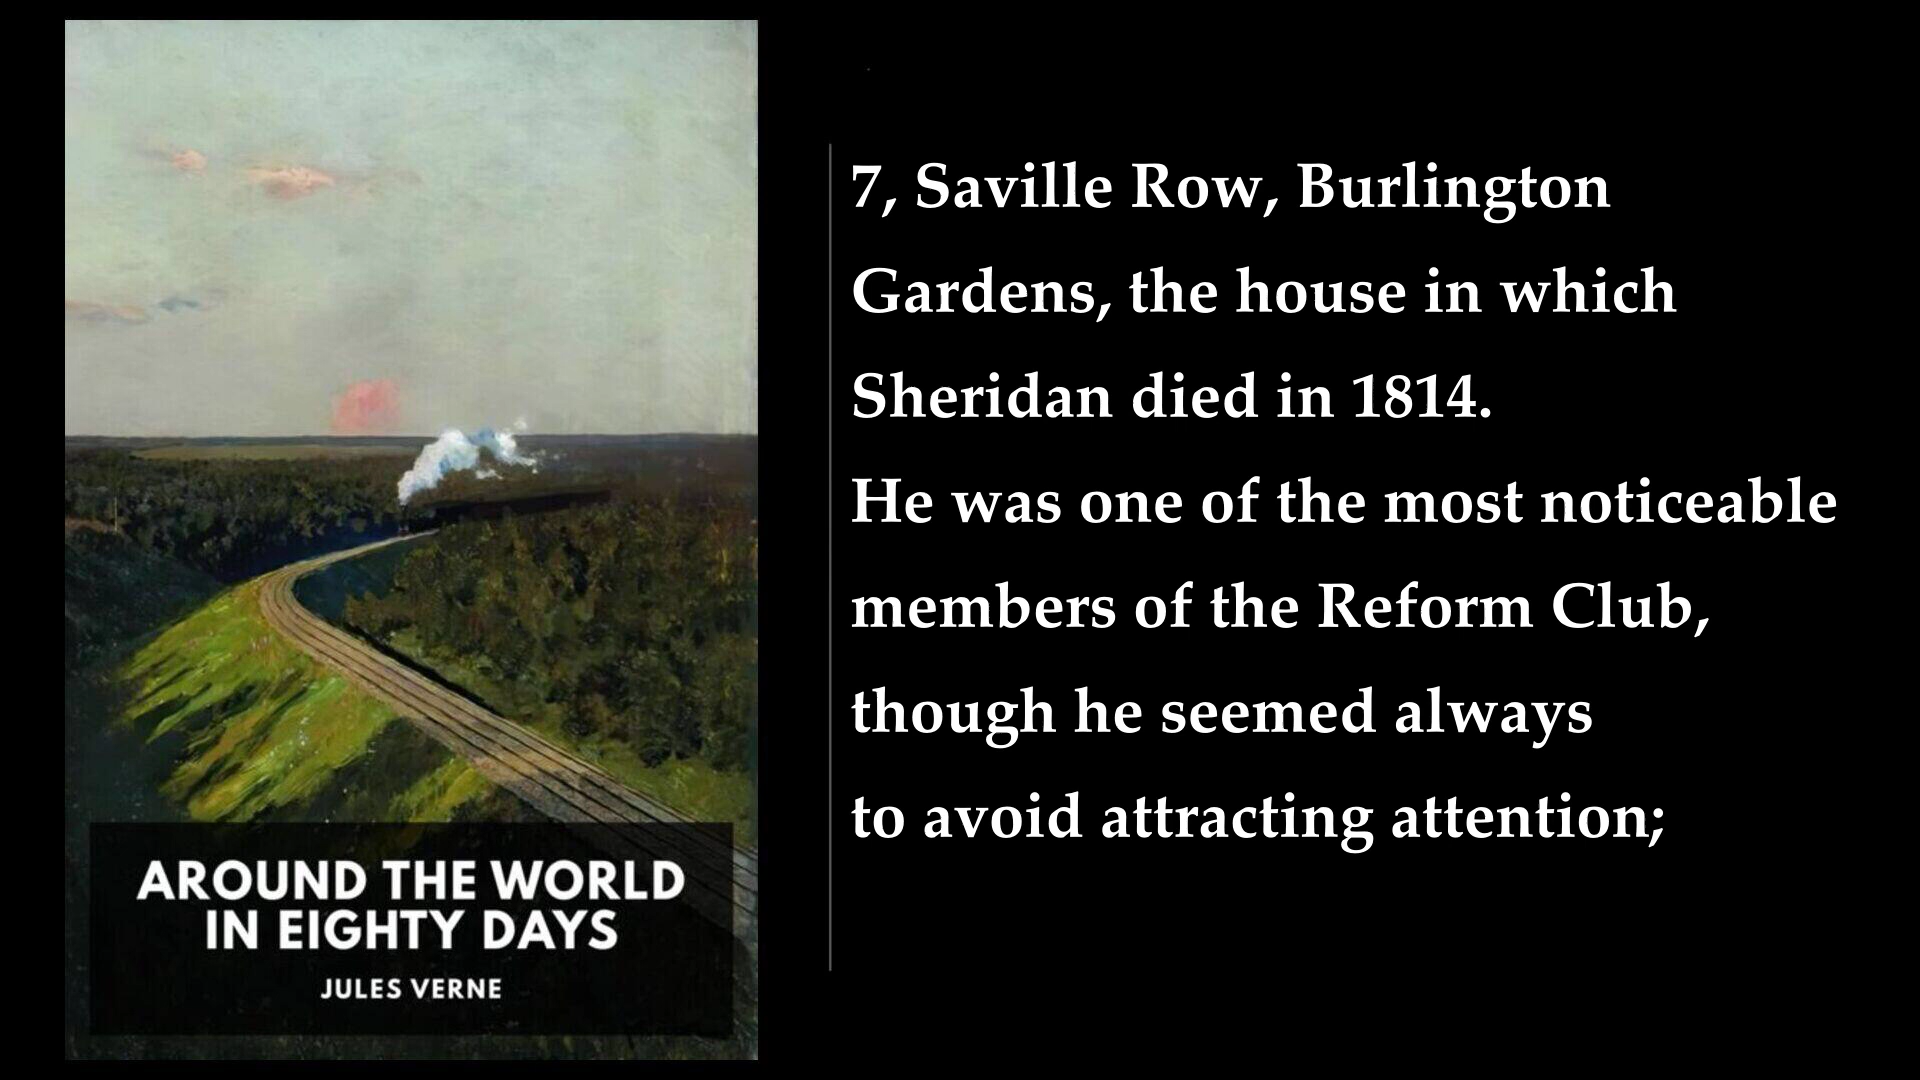 7, Saville Row, Burlington
Gardens, the house in which
Sheridan died in 1814.
He was one of the most noticeable
members of the Reform Club,
though he seemed always
to avoid attracting attention;
AROUND THE WORLD
IN EIGHTY DAYS
JULES VERNE